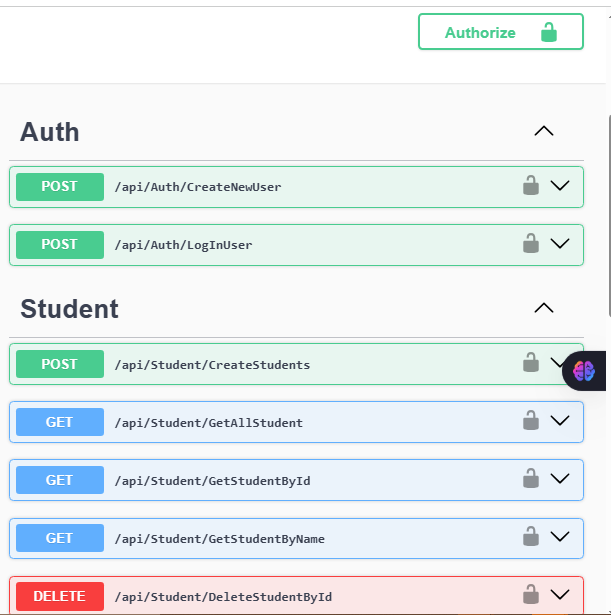 Authorize
Auth
POST /api/Auth/CreateNewUser
POST /api/Auth/LogInUser
Student
POST /api/Student/CreateStudents
GET /api/Student/GetAllStudent
GET /api/Student/GetStudentById
GET /api/Student/GetStudentByName
DELETE /api/Student/DeleteStudentById